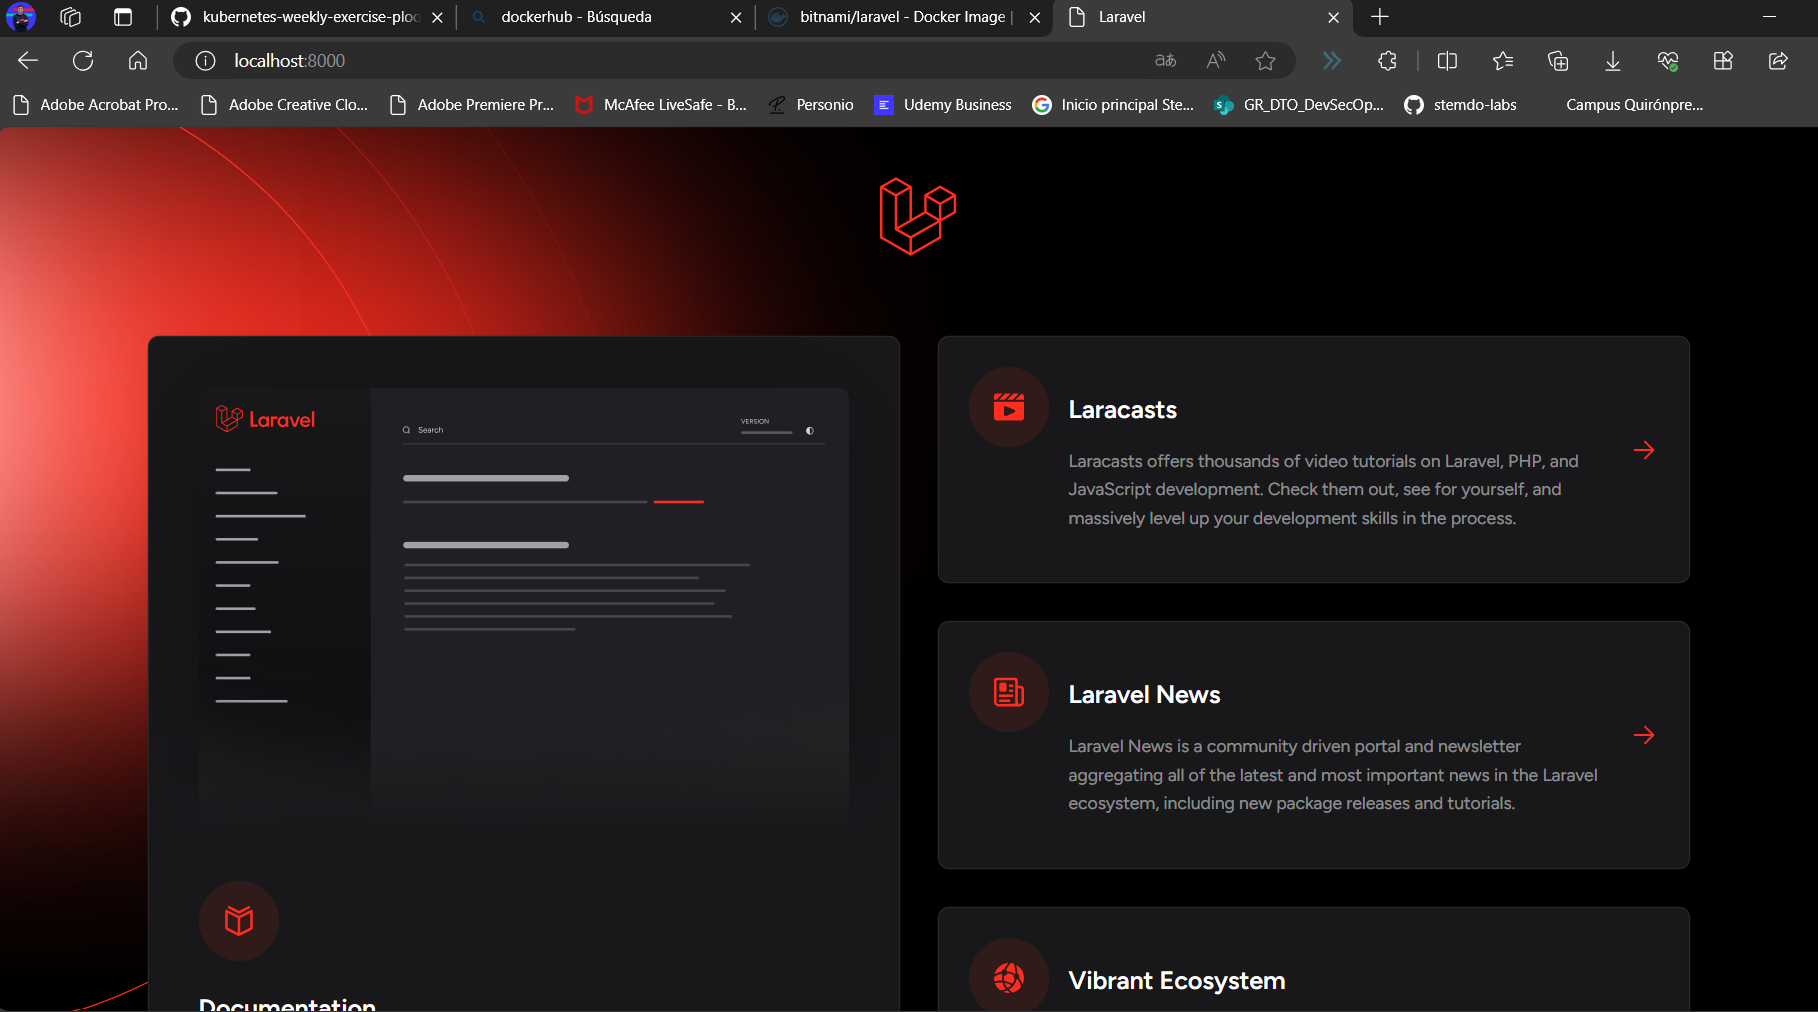 kubernetes-weekly-exercise-ploc
dockerhub - Búsqueda
bitnami/laravel - Docker Image |
Laravel
localhost:8000
Adobe Acrobat Pro...
Adobe Creative Clo...
Adobe Premiere Pr...
McAfee LiveSafe - B...
Personio
Udemy Business
Inicio principal Ste...
GR_DTO_DevSecOp...
stemdo-labs
Campus Quirónpre...
Laravel
Search
VERSION
Documentation
Laracasts
Laracasts offers thousands of video tutorials on Laravel, PHP, and
JavaScript development. Check them out, see for yourself, and
massively level up your development skills in the process.
Laravel News
Laravel News is a community driven portal and newsletter
aggregating all of the latest and most important news in the Laravel
ecosystem, including new package releases and tutorials.
Vibrant Ecosystem